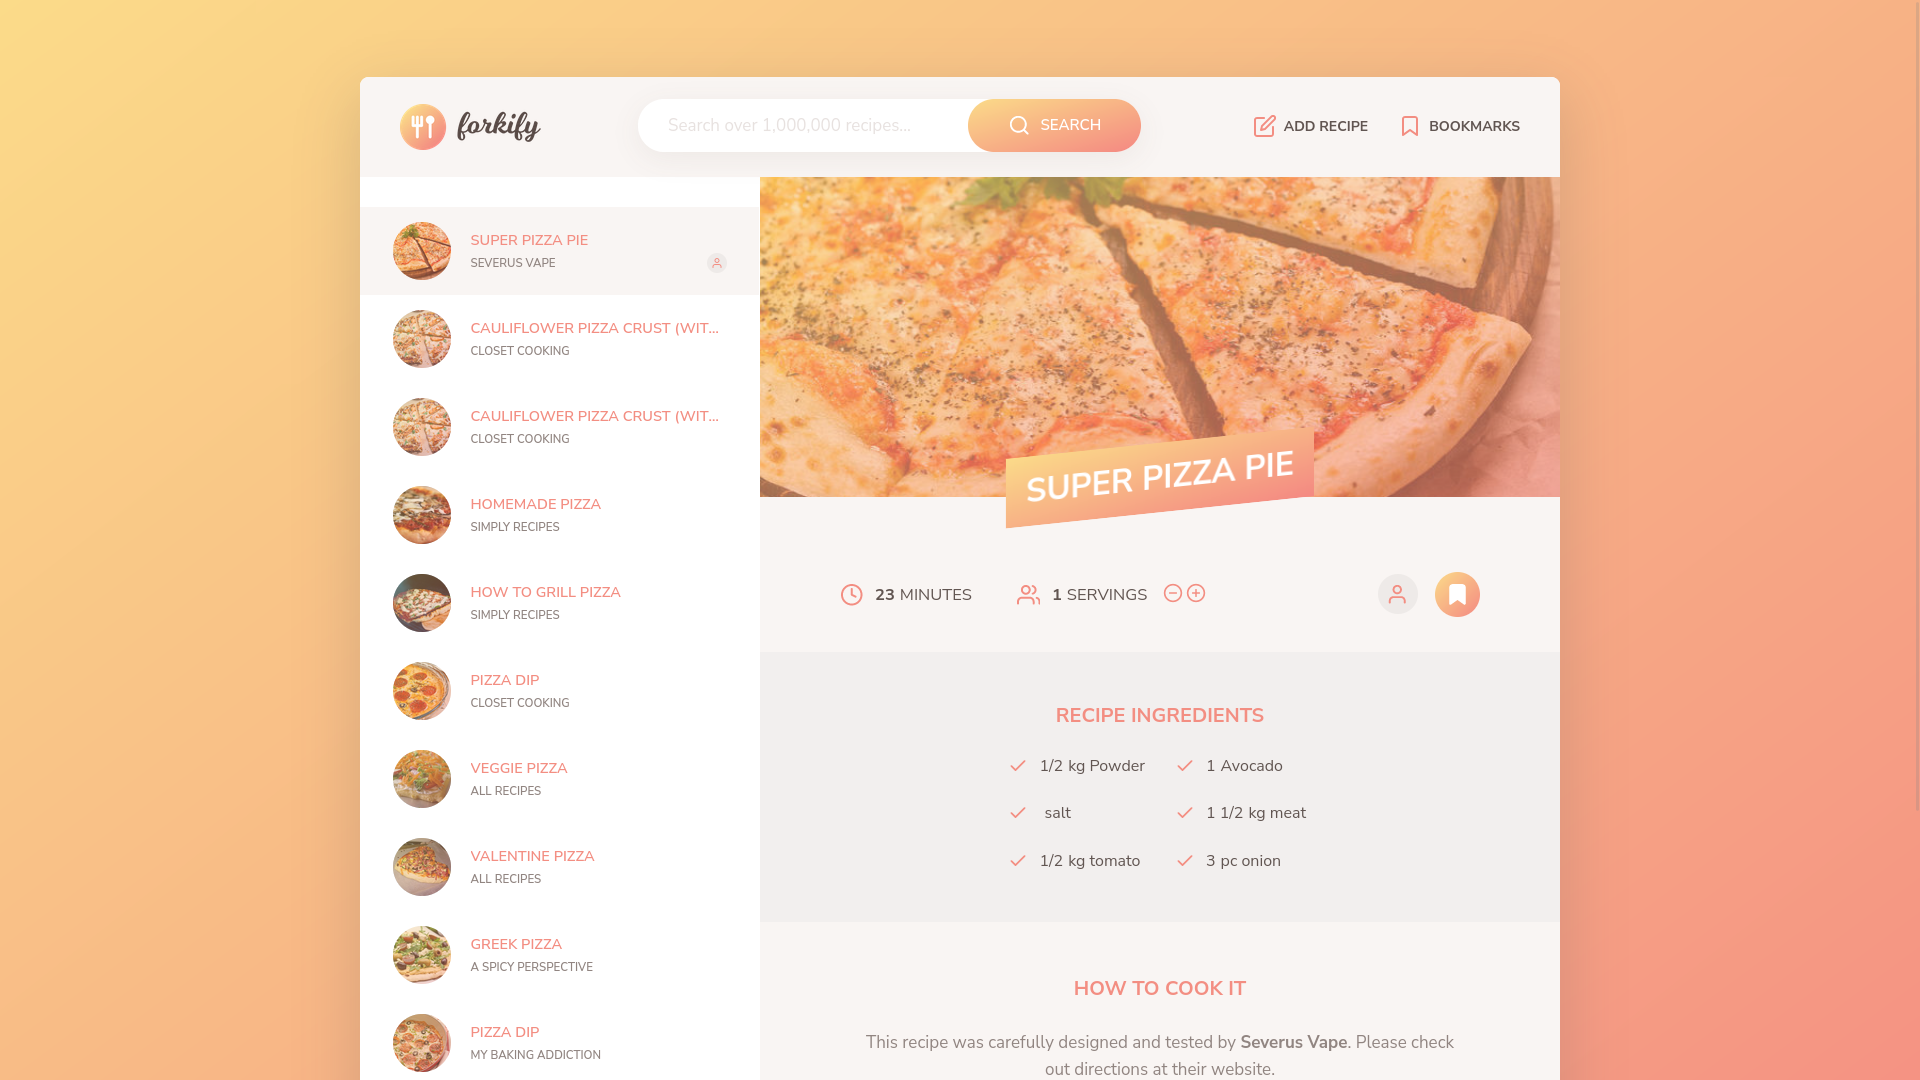 forkify
Search over 1,000,000 recipes...
SEARCH
ADD RECIPE
BOOKMARKS
SUPER PIZZA PIE
SEVERUS VAPE
CAULIFLOWER PIZZA CRUST (WIT...
CLOSET COOKING
CAULIFLOWER PIZZA CRUST (WIT...
CLOSET COOKING
HOMEMADE PIZZA
SIMPLY RECIPES
HOW TO GRILL PIZZA
SIMPLY RECIPES
PIZZA DIP
CLOSET COOKING
VEGGIE PIZZA
ALL RECIPES
VALENTINE PIZZA
ALL RECIPES
GREEK PIZZA
A SPICY PERSPECTIVE
PIZZA DIP
MY BAKING ADDICTION
SUPER PIZZA PIE
23 MINUTES
1 SERVINGS
RECIPE INGREDIENTS
1/2 kg Powder
1 Avocado
salt
1 1/2 kg meat
1/2 kg tomato
3 pc onion
HOW TO COOK IT
This recipe was carefully designed and tested by Severus Vape. Please check
out directions at their website.